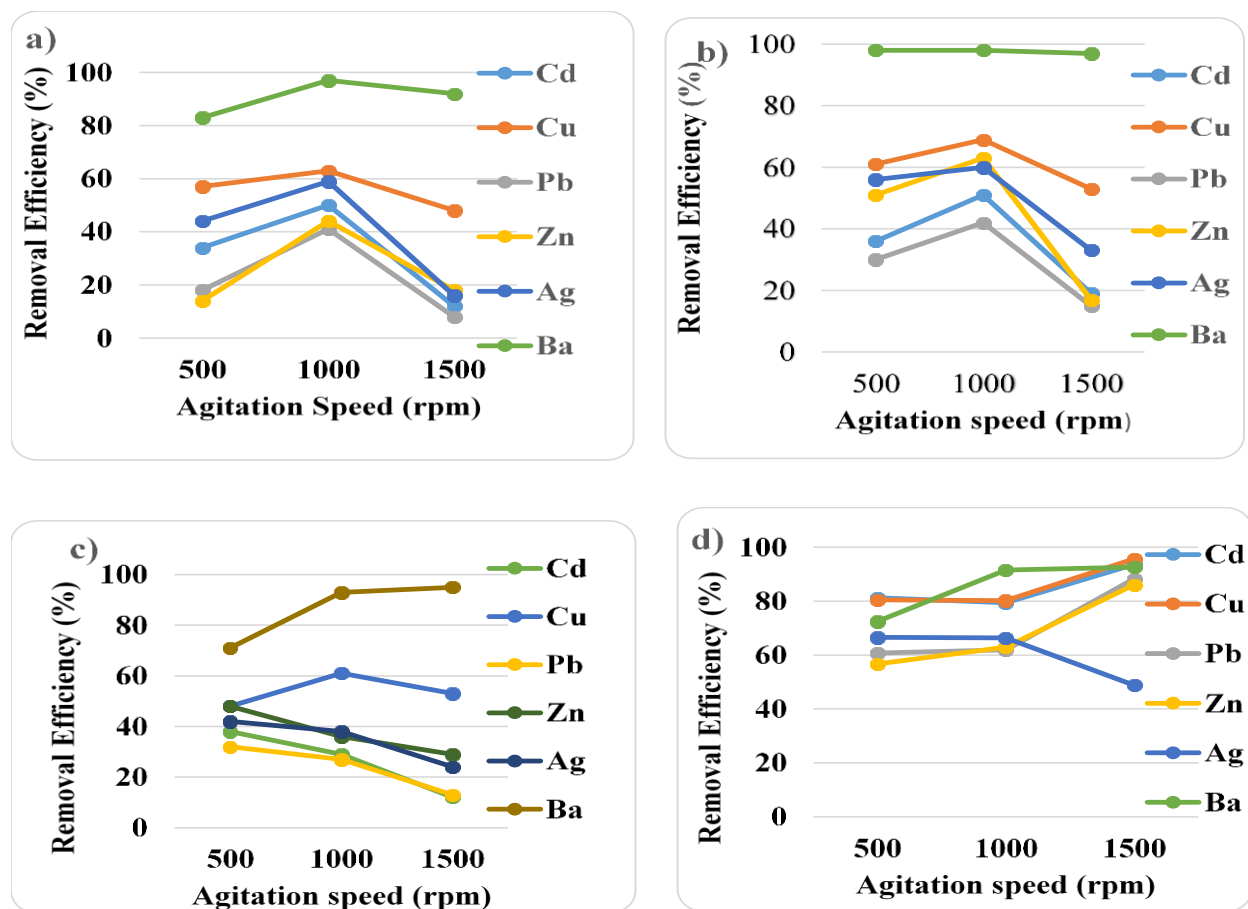 a)
Removal Efficiency (%)
100
80
60
40
20
0
500 1000 1500
Agitation Speed (rpm)
Cd
Cu
Pb
Zn
Ag
Ba
b)
Removal Efficiency (%)
100
80
60
40
20
0
500 1000 1500
Agitation speed (rpm)
Cd
Cu
Pb
Zn
Ag
Ba
c)
Removal Efficiency (%)
100
80
60
40
20
0
500 1000 1500
Agitation speed (rpm)
Cd
Cu
Pb
Zn
Ag
Ba
d)
Removal Efficiency (%)
100
80
60
40
20
0
500 1000 1500
Agitation speed (rpm)
Cd
Cu
Pb
Zn
Ag
Ba